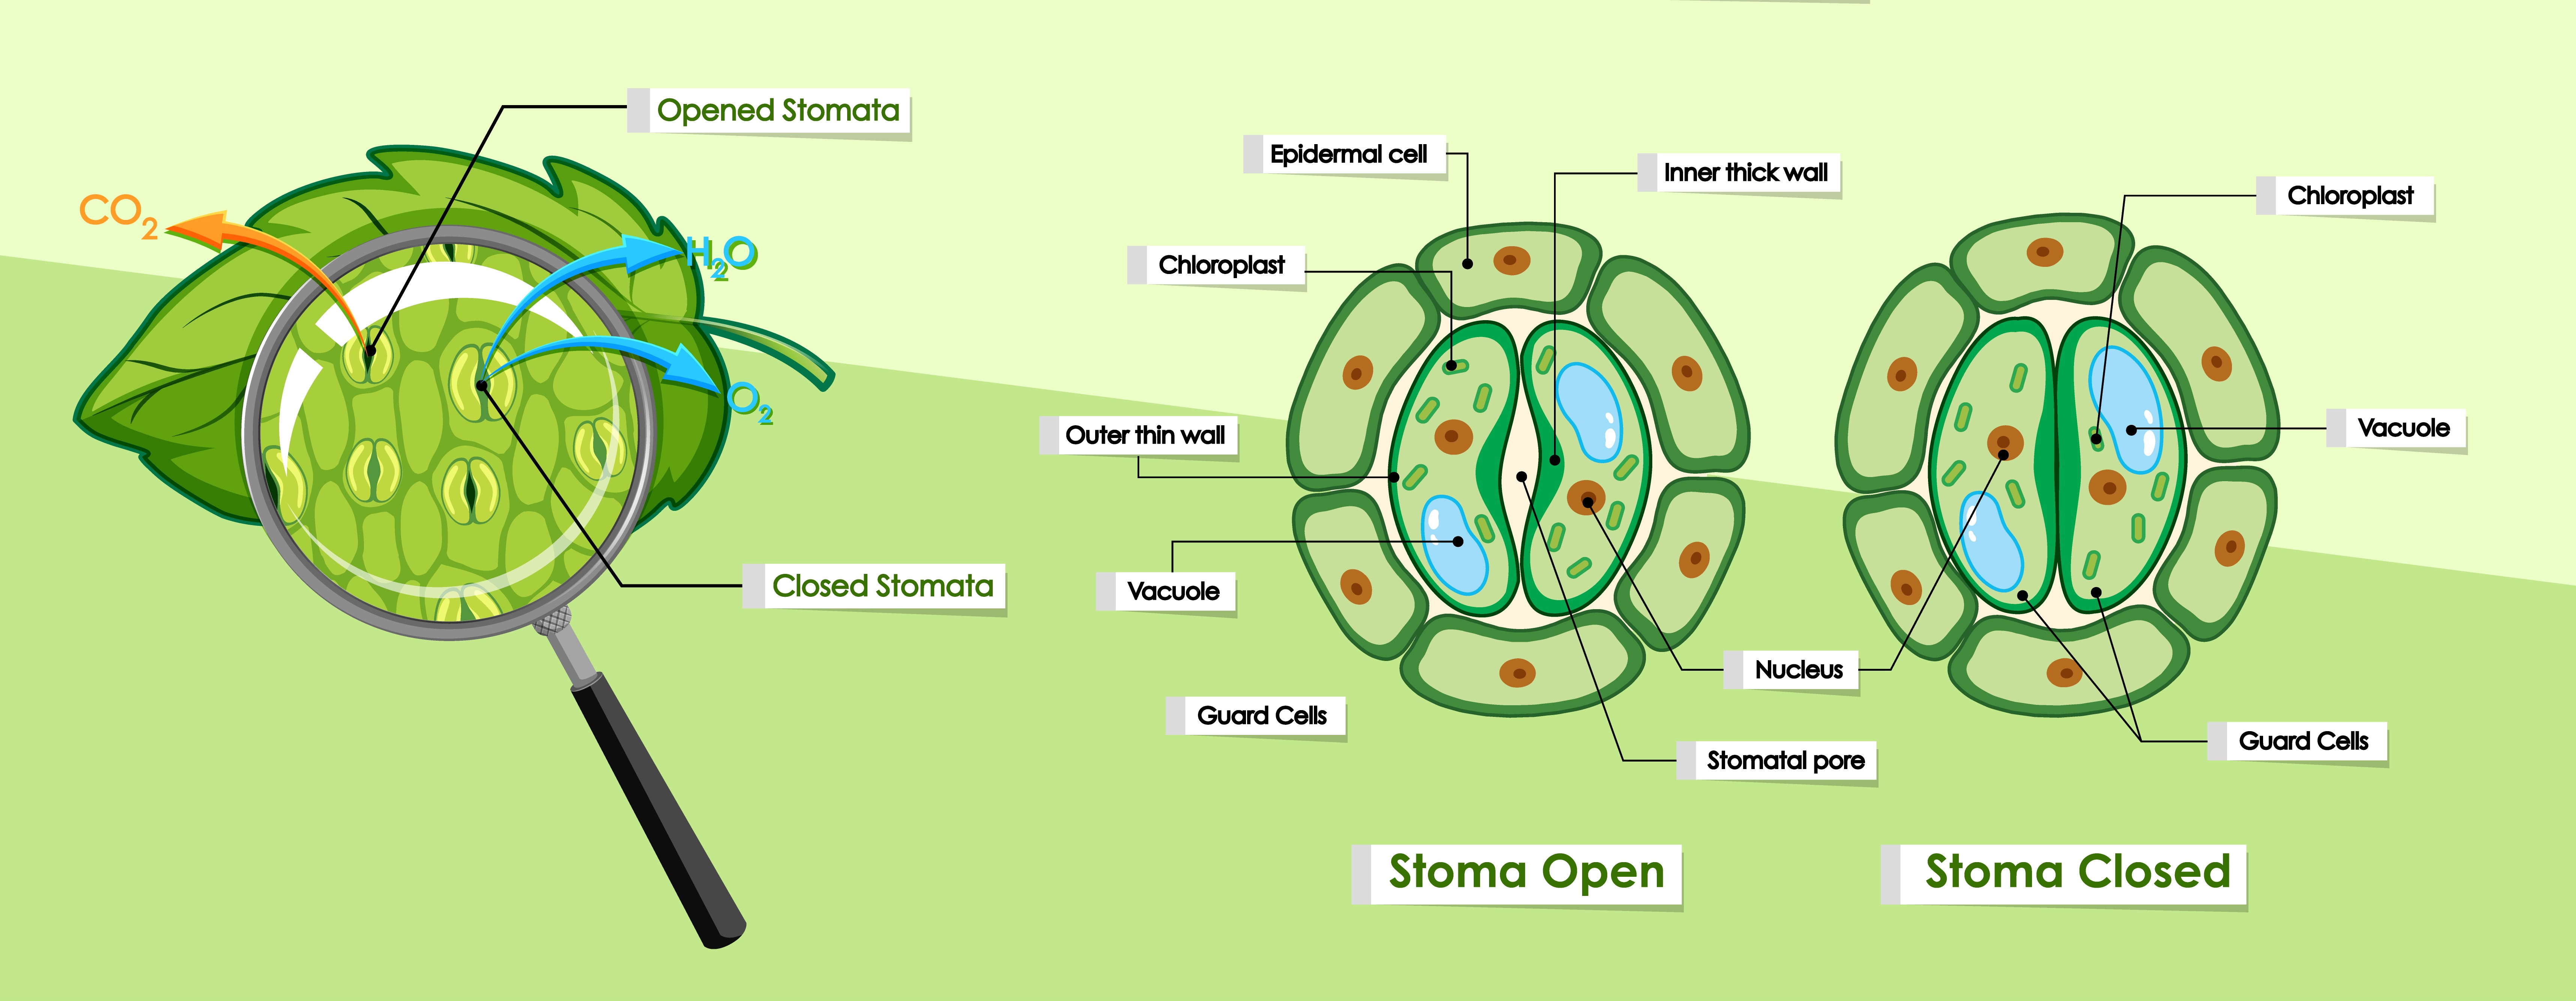 Opened Stomata
CO2
H2O
O2
Closed Stomata
Epidermal cell
Inner thick wall
Chloroplast
Outer thin wall
Vacuole
Guard Cells
Nucleus
Stomatal pore
Stoma Open
Chloroplast
Vacuole
Guard Cells
Stoma Closed